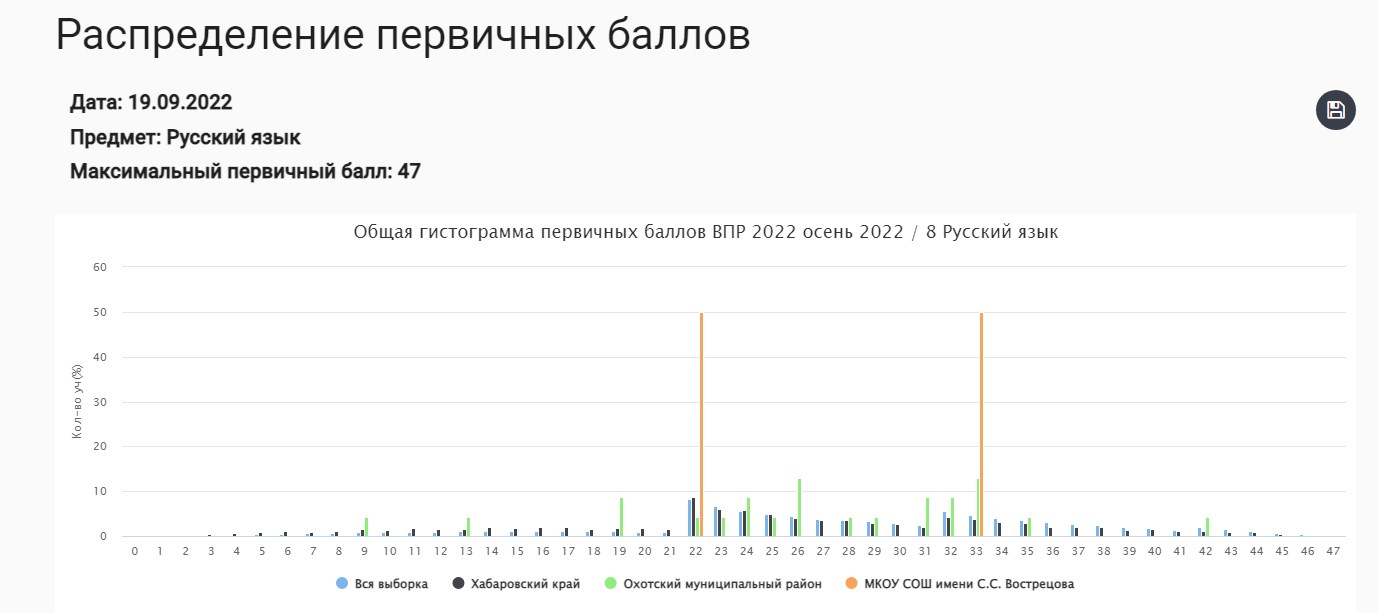 Распределение первичных баллов
Дата: 19.09.2022
Предмет: Русский язык
Максимальный первичный балл: 47
Общая гистограмма первичных баллов ВПР 2022 осень 2022 / 8 Русский язык
60
50
40
30
20
10
0
Кол-во уч(%)
0 1 2 3 4 5 6 7 8 9 10 11 12 13 14 15 16 17 18 19 20 21 22 23 24 25 26 27 28 29 30 31 32 33 34 35 36 37 38 39 40 41 42 43 44 45 46 47
Вся выборка Хабаровский край Охотский муниципальный район МКОУ СОШ имени С.С. Вострецова